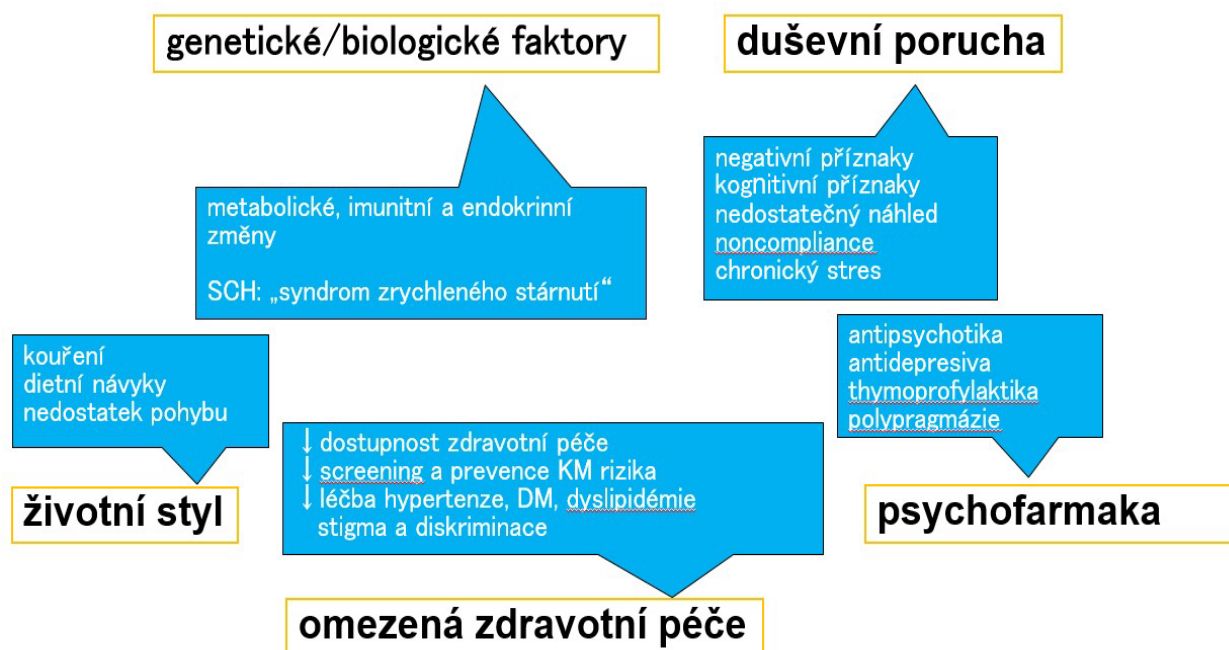 genetické/biologické faktory
duševní porucha
metabolické, imunitní a endokrinní
změny
SCH: „syndrom zrychleného stárnutí“
negativní příznaky
kognitivní příznaky
nedostatečný náhled
noncompliance
chronický stres
kouření
dietní návyky
nedostatek pohybu
životní styl
↓ dostupnost zdravotní péče
↓ screening a prevence KM rizika
↓ léčba hypertenze, DM, dyslipidémie
stigma a diskriminace
omezená zdravotní péče
antipsychotika
antidepresiva
thymoprofylaktika
polypragmázie
psychofarmaka